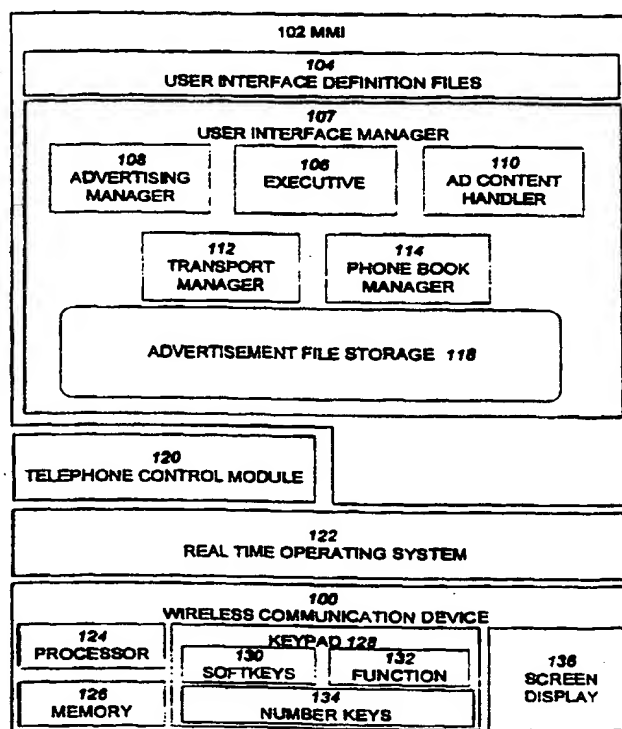 102 MMI
104
USER INTERFACE DEFINITION FILES
107
USER INTERFACE MANAGER
108
ADVERTISING
MANAGER
106
EXECUTIVE
110
AD CONTENT
HANDLER
112
TRANSPORT
MANAGER
114
PHONE BOOK
MANAGER
ADVERTISEMENT FILE STORAGE 118
120
TELEPHONE CONTROL MODULE
122
REAL TIME OPERATING SYSTEM
100
WIRELESS COMMUNICATION DEVICE
124
PROCESSOR
126
MEMORY
KEYPAD 128
130
SOFTKEYS
132
FUNCTION
134
NUMBER KEYS
136
SCREEN
DISPLAY